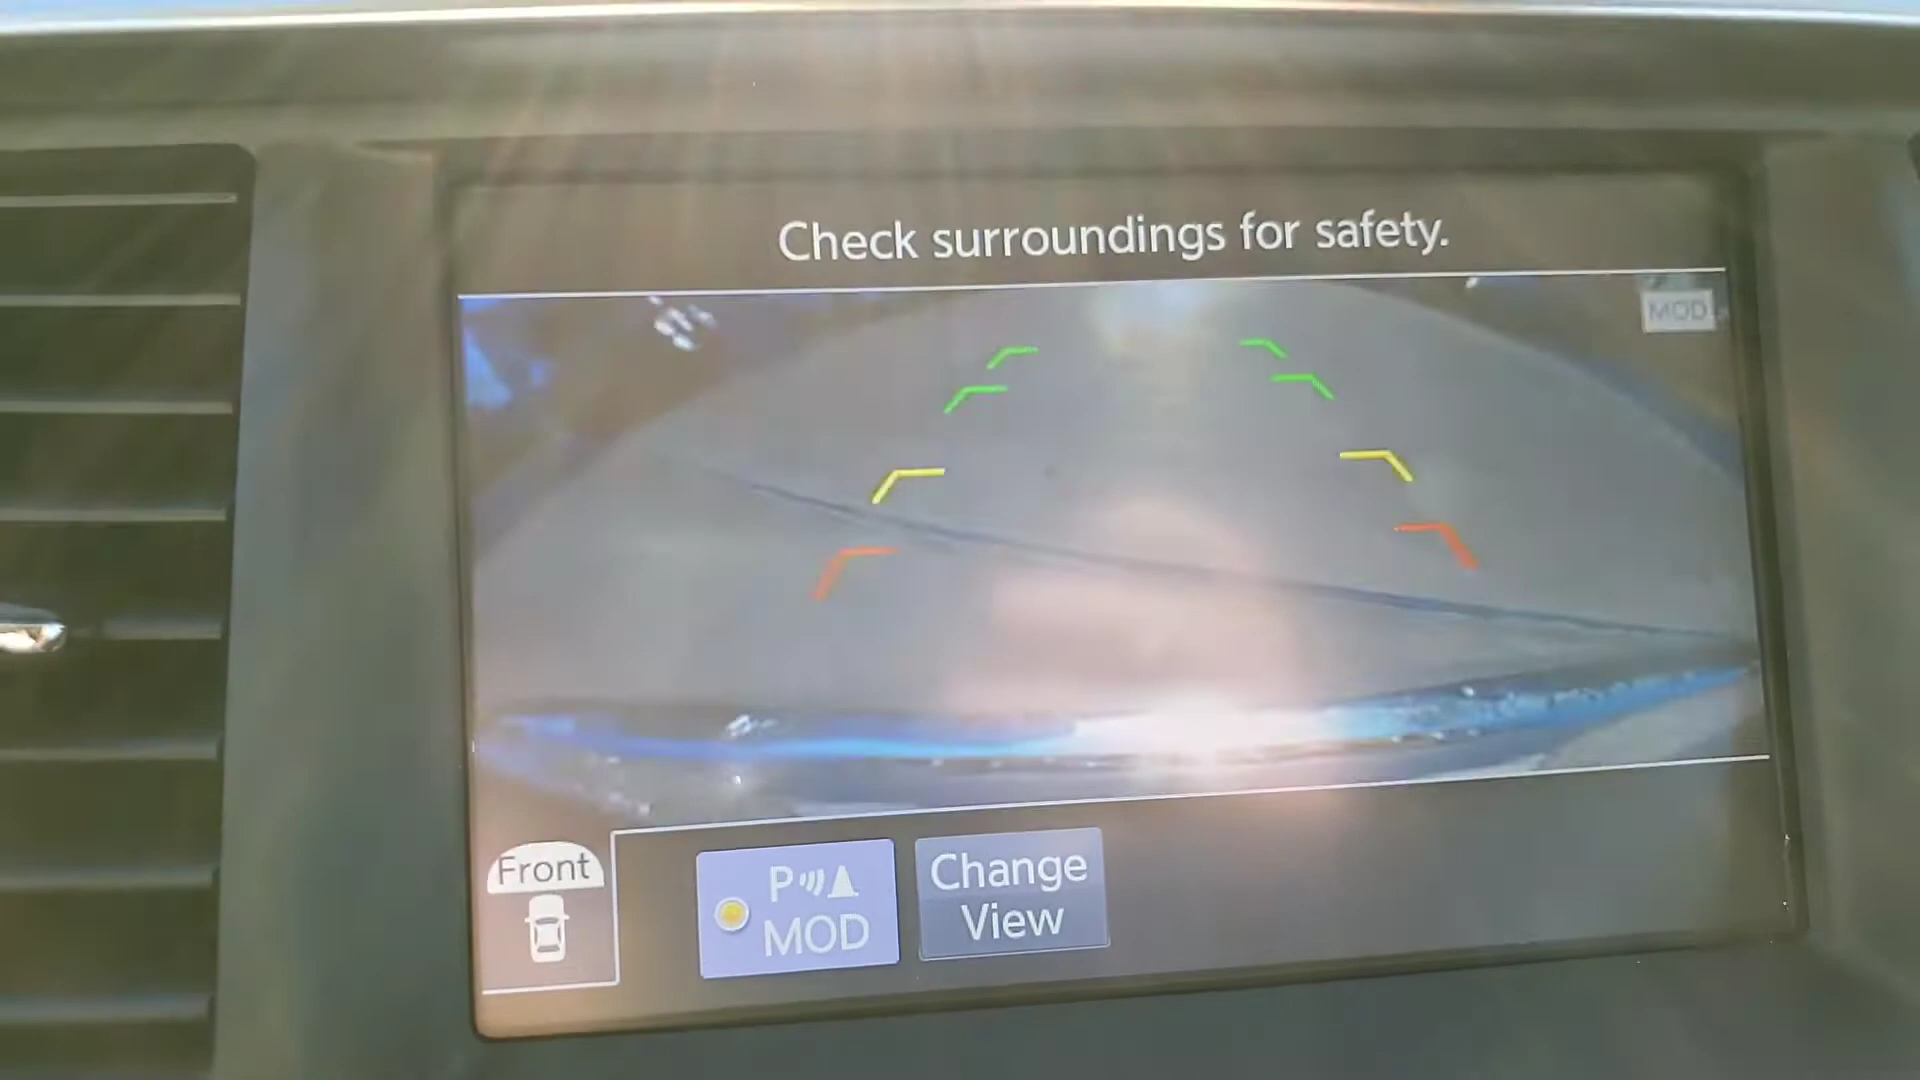 Check surroundings for safety.
MOD
Front
P
MOD
Change
View